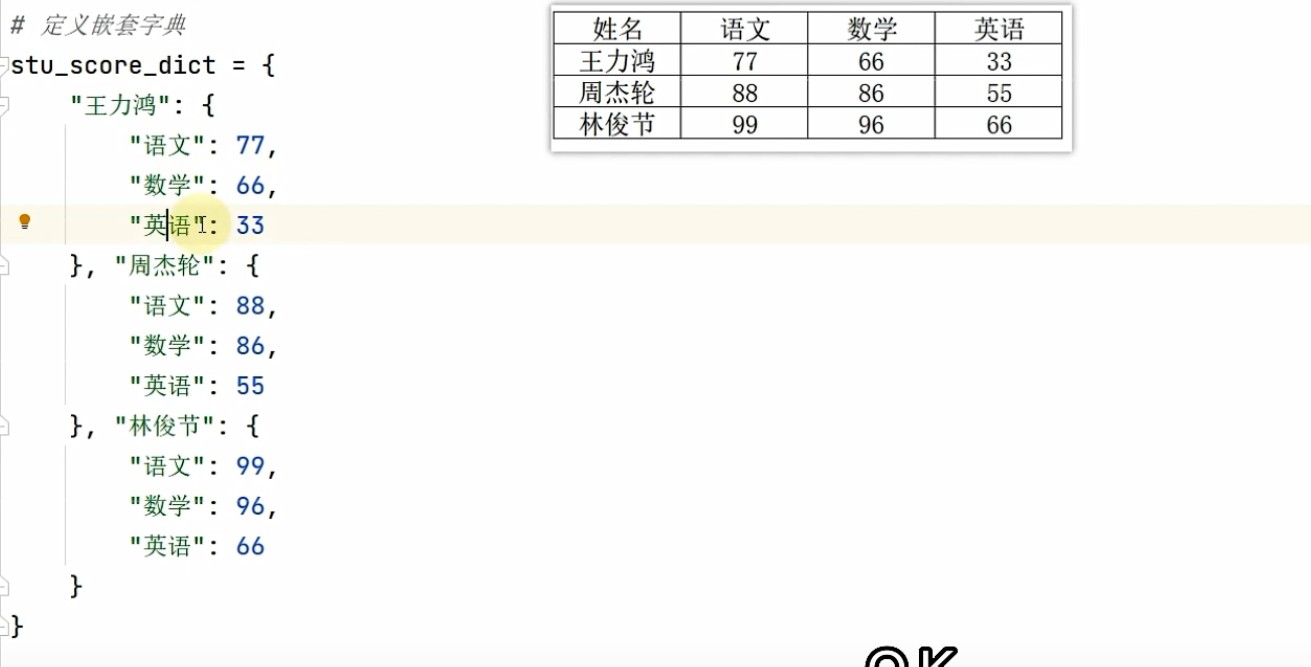 # 定义嵌套字典
stu_score_dict = {
    "王力鸿": {
        "语文": 77,
        "数学": 66,
        "英语": 33
    }, "周杰轮": {
        "语文": 88,
        "数学": 86,
        "英语": 55
    }, "林俊节": {
        "语文": 99,
        "数学": 96,
        "英语": 66
    }
}
姓名 语文 数学 英语
王力鸿 77 66 33
周杰轮 88 86 55
林俊节 99 96 66
OK